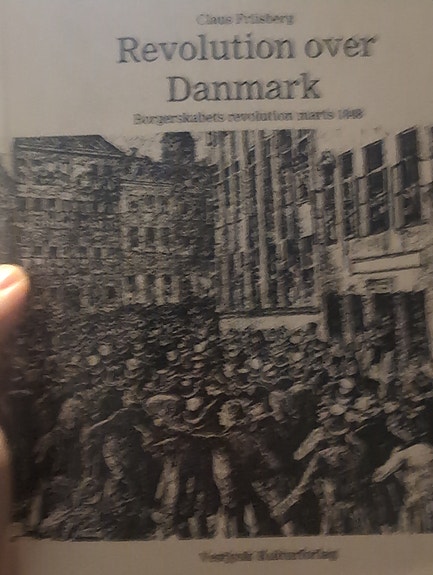 Claus Friisberg
Revolution over
Danmark
Borgerskabets revolution marts 1848
Vestjysk Kulturforlag